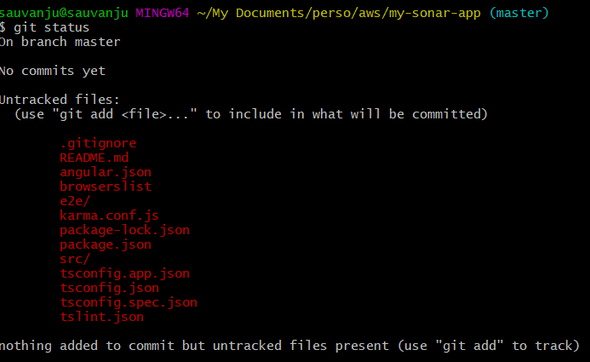 sauvanju@sauvanju MINGW64 ~/My Documents/perso/aws/my-sonar-app (master)
$ git status
On branch master
No commits yet
Untracked files:
(use "git add <file>..." to include in what will be committed)
.gitignore
README.md
angular.json
browserslist
e2e/
karma.conf.js
package-lock.json
package.json
src/
tsconfig.app.json
tsconfig.json
tsconfig.spec.json
tslint.json
nothing added to commit but untracked files present (use "git add" to track)